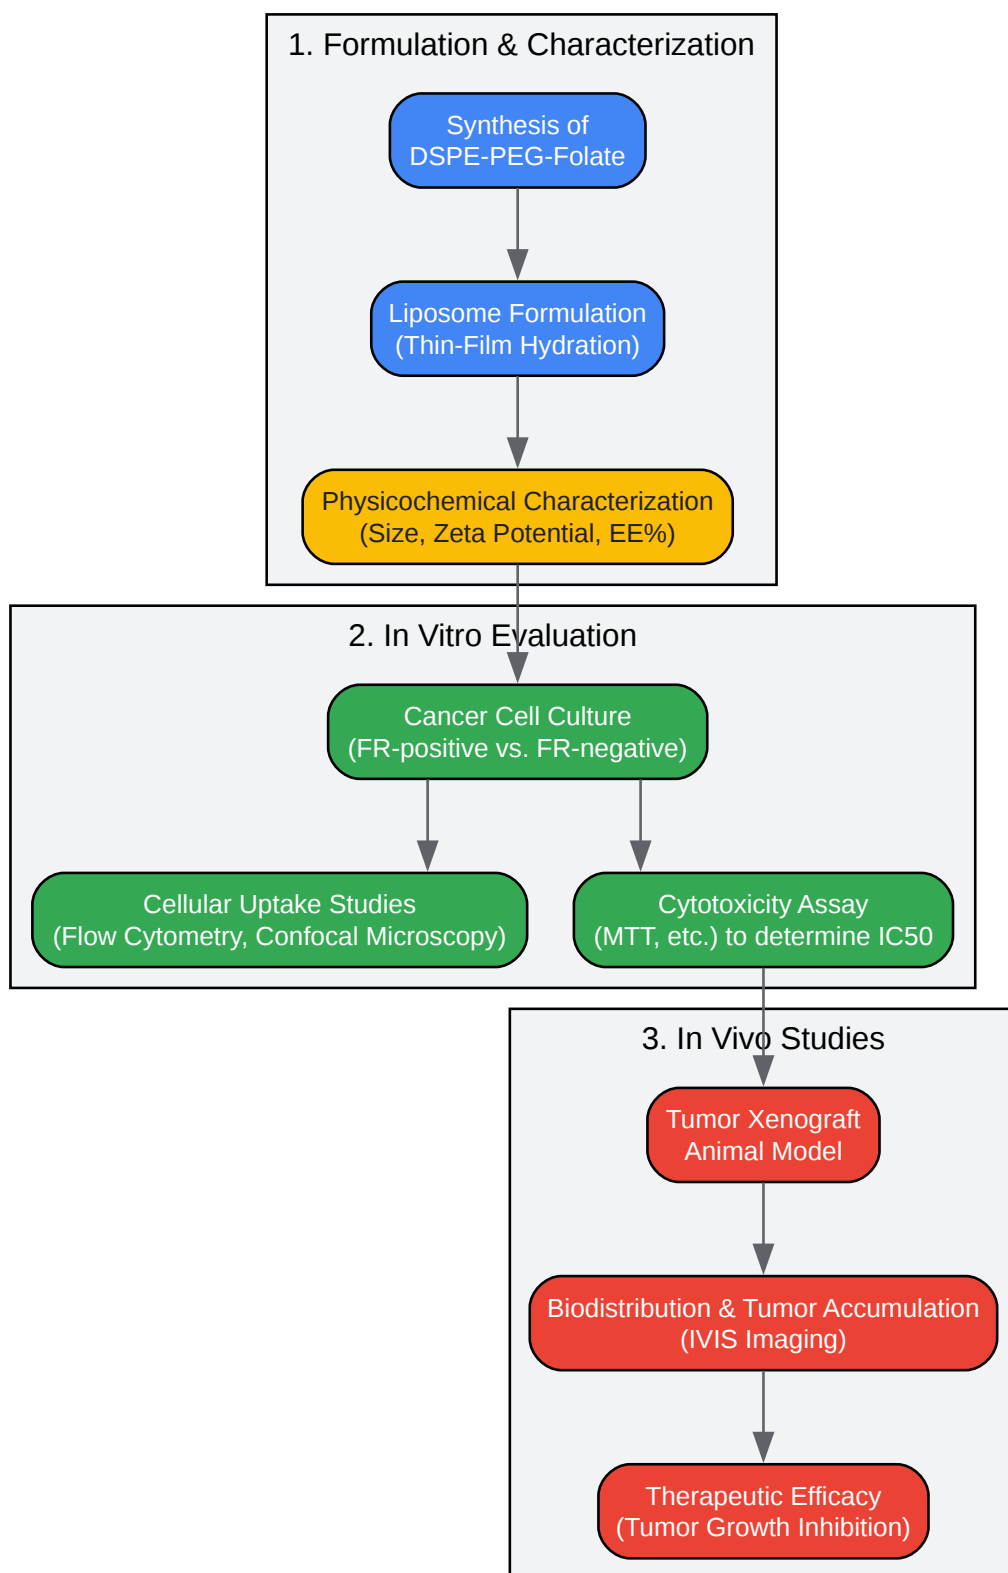 1. Formulation & Characterization
Synthesis of
DSPE-PEG-Folate
Liposome Formulation
(Thin-Film Hydration)
Physicochemical Characterization
(Size, Zeta Potential, EE%)
2. In Vitro Evaluation
Cancer Cell Culture
(FR-positive vs. FR-negative)
Cellular Uptake Studies
(Flow Cytometry, Confocal Microscopy)
Cytotoxicity Assay
(MTT, etc.) to determine IC50
3. In Vivo Studies
Tumor Xenograft
Animal Model
Biodistribution & Tumor Accumulation
(IVIS Imaging)
Therapeutic Efficacy
(Tumor Growth Inhibition)